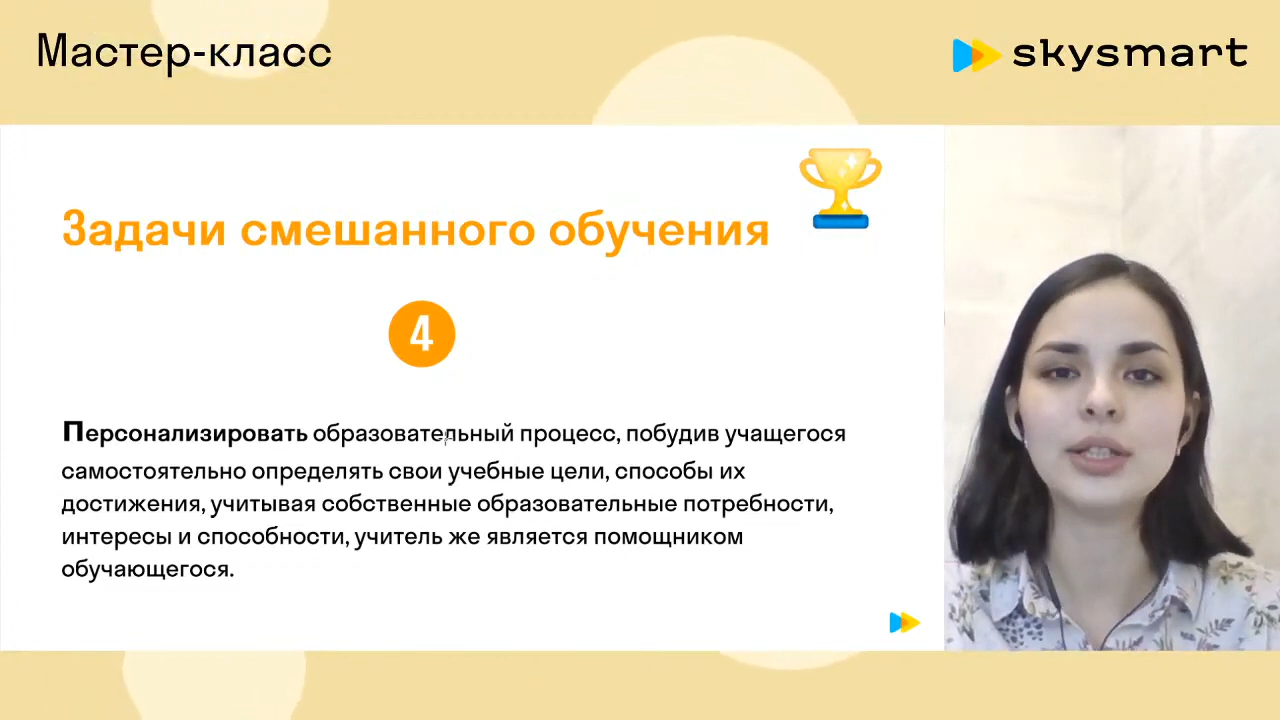 Мастер-класс
skysmart
Задачи смешанного обучения
4
Персонализировать образовательный процесс, побудив учащегося
самостоятельно определять свои учебные цели, способы их
достижения, учитывая собственные образовательные потребности,
интересы и способности, учитель же является помощником
обучающегося.